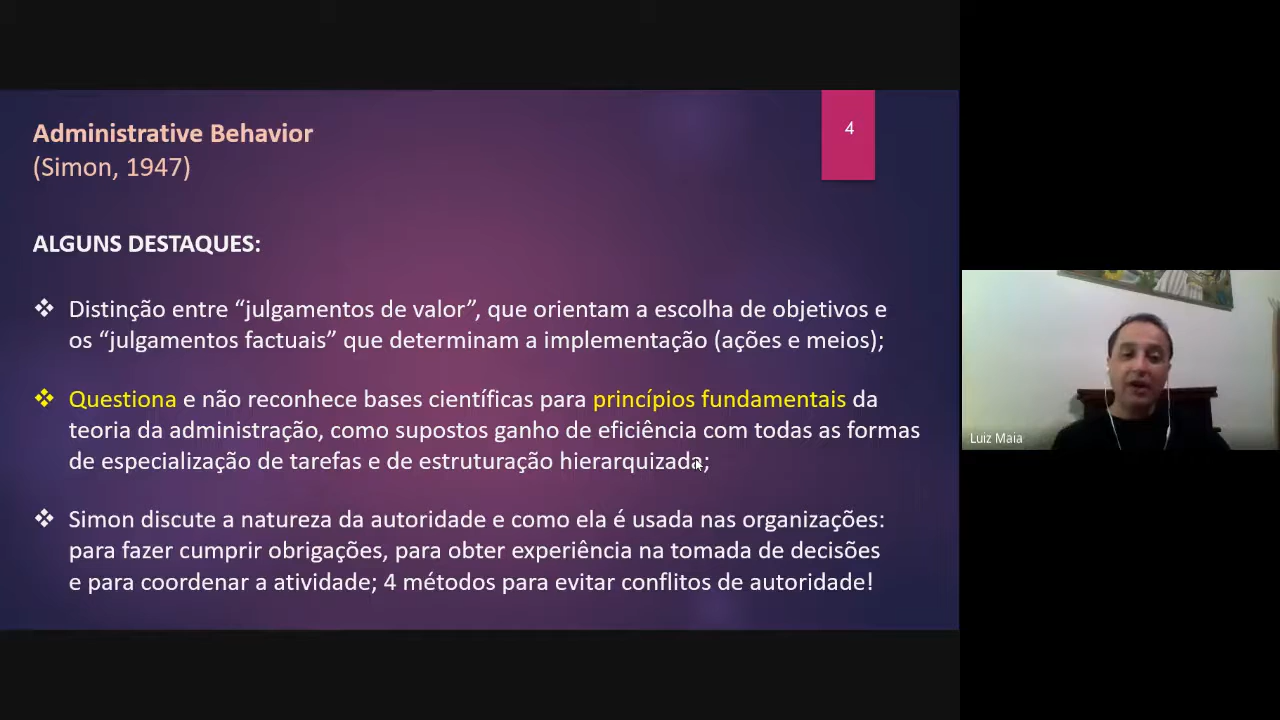 Administrative Behavior
(Simon, 1947)
4
ALGUNS DESTAQUES:
❖ Distinção entre “julgamentos de valor”, que orientam a escolha de objetivos e
os “julgamentos factuais” que determinam a implementação (ações e meios);
❖ Questiona e não reconhece bases científicas para princípios fundamentais da
teoria da administração, como supostos ganho de eficiência com todas as formas
de especialização de tarefas e de estruturação hierarquizada;
❖ Simon discute a natureza da autoridade e como ela é usada nas organizações:
para fazer cumprir obrigações, para obter experiência na tomada de decisões
e para coordenar a atividade; 4 métodos para evitar conflitos de autoridade!
Luiz Maia